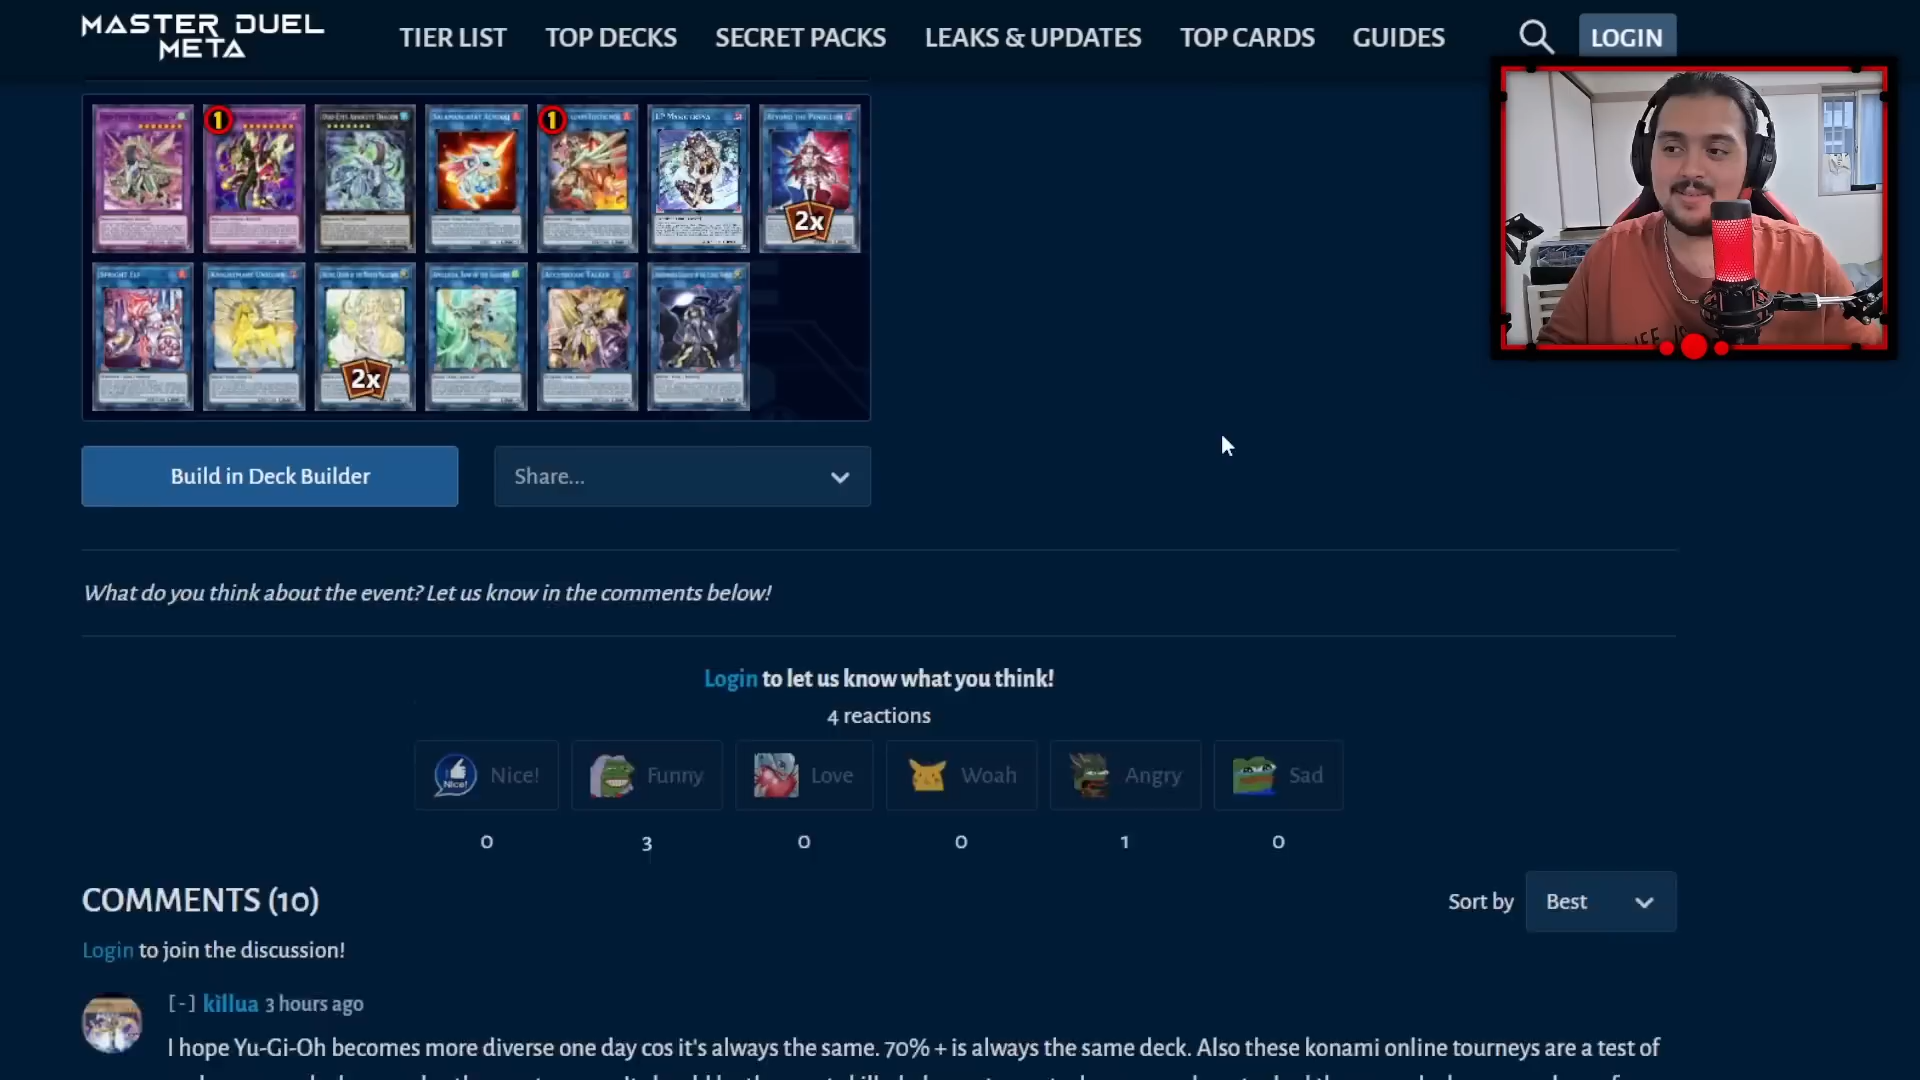 MASTER DUEL
META
TIER LIST
TOP DECKS
SECRET PACKS
LEAKS & UPDATES
TOP CARDS
GUIDES
LOGIN
1
1
2x
2x
Build in Deck Builder
Share...
What do you think about the event? Let us know in the comments below!
Login to let us know what you think!
4 reactions
Nice!
Nice!
Funny
Love
Woah
Angry
Sad
0
3
0
0
1
0
COMMENTS (10)
Sort by
Best
Login to join the discussion!
[-] killua 3 hours ago
I hope Yu-Gi-Oh becomes more diverse one day cos it's always the same. 70% + is always the same deck. Also these konami online tourneys are a test of